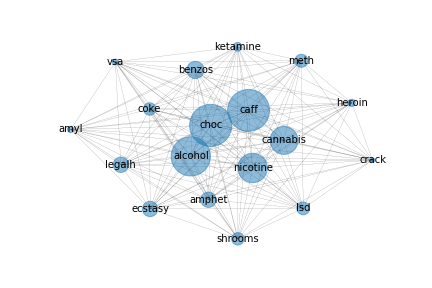 ketamine
vsa
meth
benzos
heroin
coke
caff
choc
amyl
cannabis
alcohol
crack
legalh
nicotine
amphet
ecstasy
lsd
shrooms